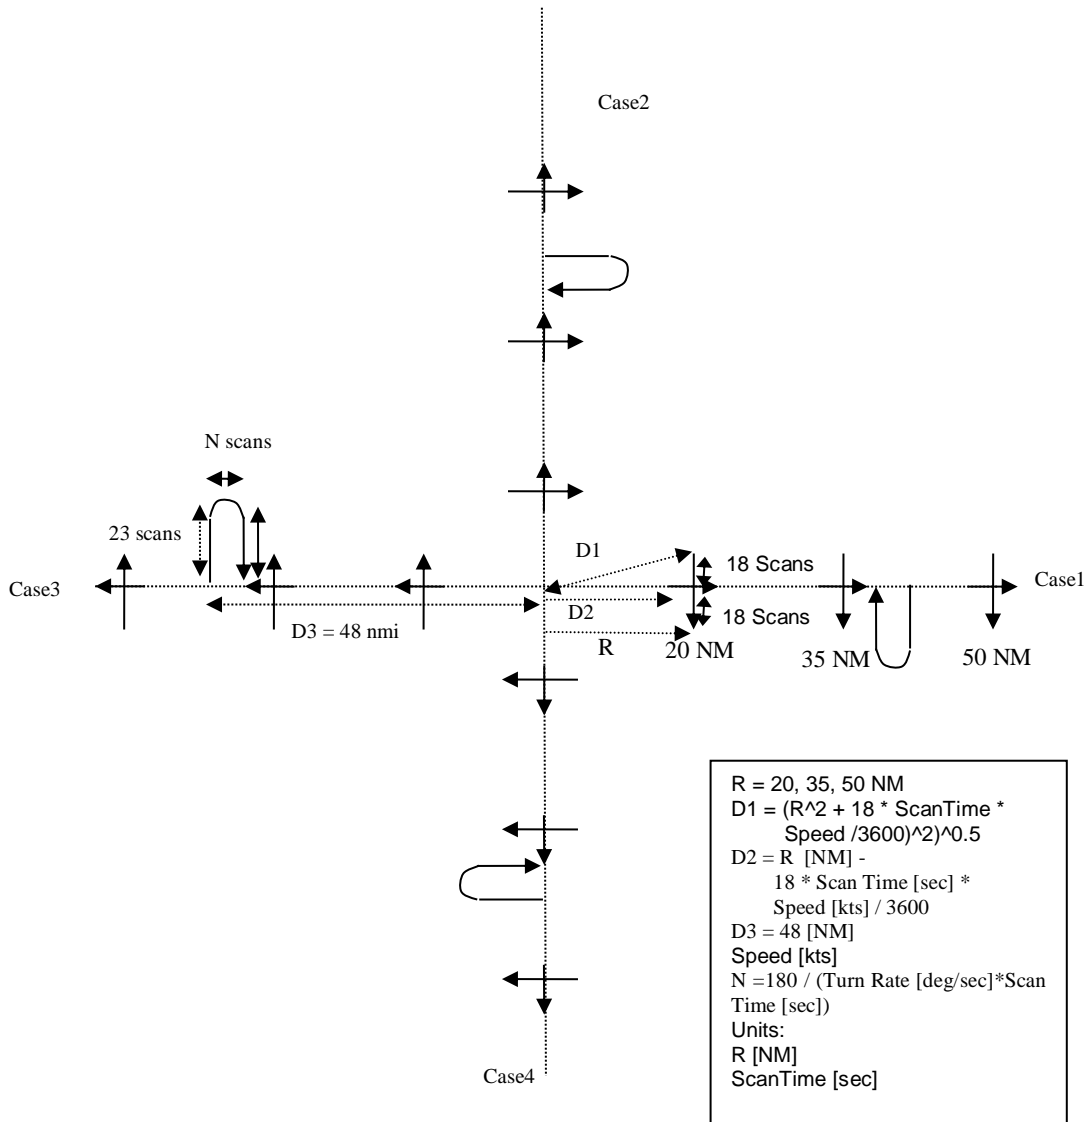 Case2
N scans
D1
23 scans
18 Scans
Case3
Case1
D2
18 Scans
D3 = 48 nmi
R
20 NM
35 NM
50 NM
R = 20, 35, 50 NM
D1 = (R^2 + 18 * ScanTime *
Speed /3600)^2)^0.5
D2 = R [NM] -
18 * Scan Time [sec] *
Speed [kts] / 3600
D3 = 48 [NM]
Speed [kts]
N =180 / (Turn Rate [deg/sec]*Scan
Time [sec])
Units:
R [NM]
ScanTime [sec]
Case4